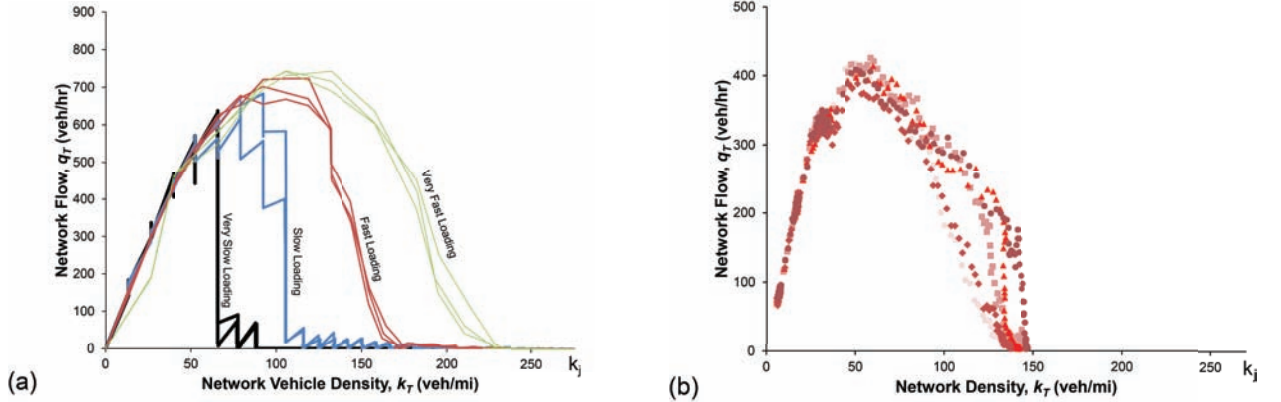 900
800
700
600
500
400
300
200
100
0
Network Flow, qT (veh/hr)
Very Slow Loading
Slow Loading
Fast Loading
Very Fast Loading
0 50 100 150 200 250 kj
Network Vehicle Density, kT (veh/mi)
(a)
500
400
300
200
100
0
Network Flow, qT (veh/hr)
0 50 100 150 200 250 kj
Network Density, kT (veh/mi)
(b)